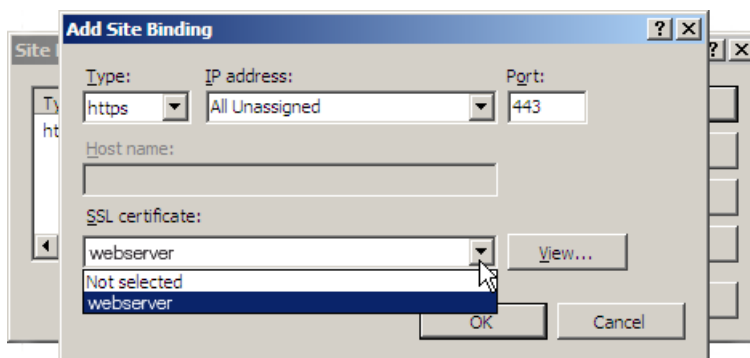 Add Site Binding
Site
Type: IP address: Port:
https All Unassigned 443
Ty
ht
Host name:
SSL certificate:
webserver View...
Not selected
webserver
OK Cancel